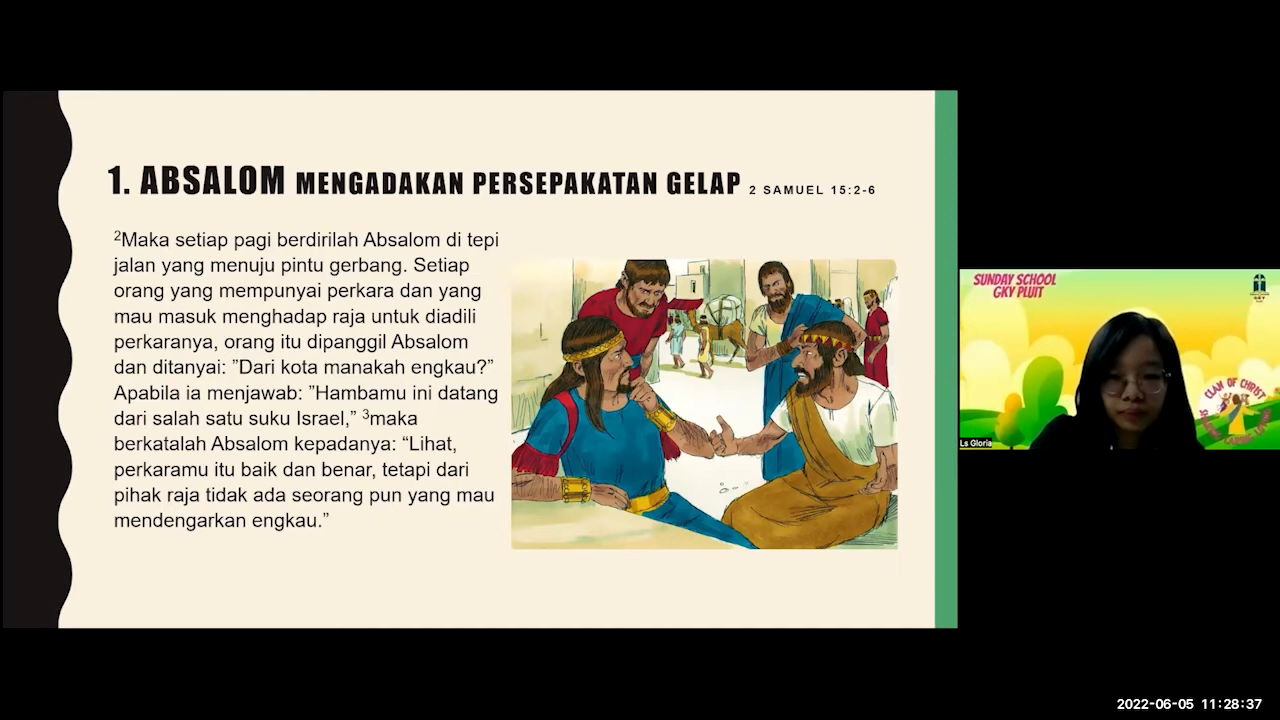 1. ABSALOM MENGADAKAN PERSEPAKATAN GELAP 2 SAMUEL 15:2-6
²Maka setiap pagi berdirilah Absalom di tepi
jalan yang menuju pintu gerbang. Setiap
orang yang mempunyai perkara dan yang
mau masuk menghadap raja untuk diadili
perkaranya, orang itu dipanggil Absalom
dan ditanyai: ”Dari kota manakah engkau?”
Apabila ia menjawab: ”Hambamu ini datang
dari salah satu suku Israel,” ³maka
berkatalah Absalom kepadanya: “Lihat,
perkaramu itu baik dan benar, tetapi dari
pihak raja tidak ada seorang pun yang mau
mendengarkan engkau.”
SUNDAY SCHOOL
GKY PLUIT
CLAN OF CHRIST
Ls Gloria
2022-06-05 11:28:37